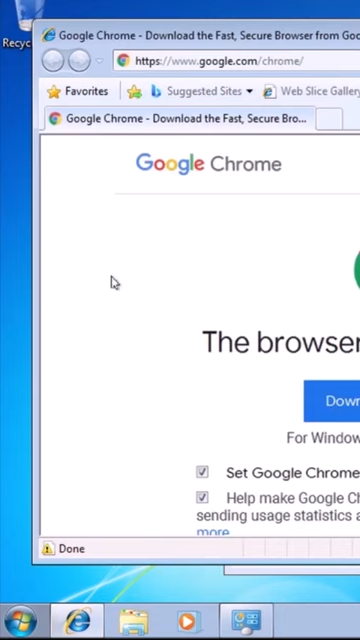 Google Chrome - Download the Fast, Secure Browser from Goo
Recyc
https://www.google.com/chrome/
Favorites Suggested Sites Web Slice Gallery
Google Chrome - Download the Fast, Secure Bro...
Google Chrome
The browser
Down
For Window
Set Google Chrome
Help make Google Ch
sending usage statistics a
more
Done